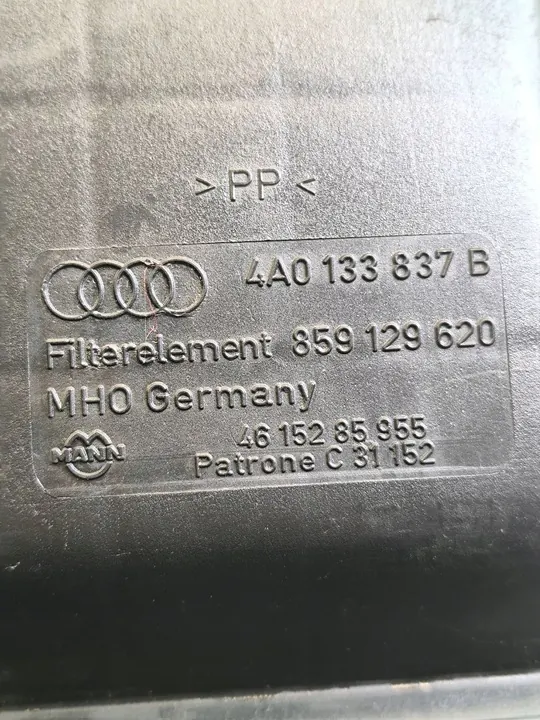 >PP<
4A0 133 837 B
Filterelement 859 129 620
MHO Germany
MANN
46 152 85 955
Patrone C 31 152